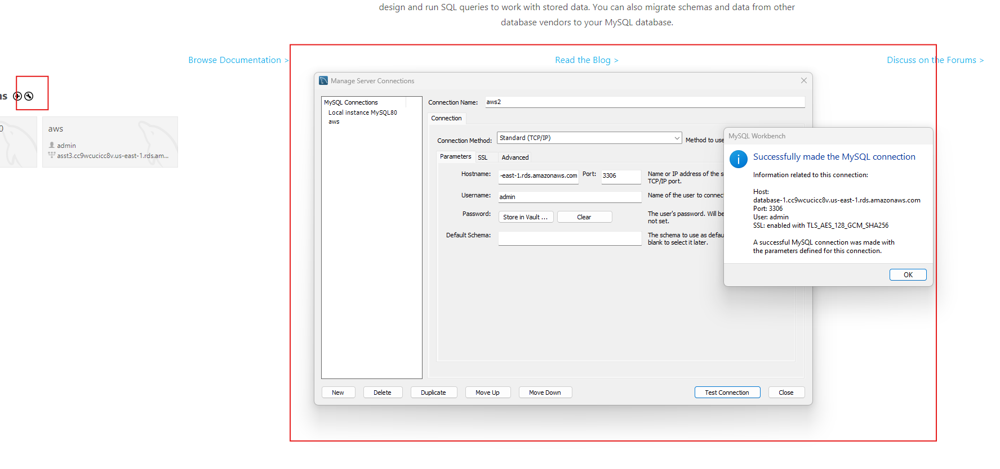 design and run SQL queries to work with stored data. You can also migrate schemas and data from other
database vendors to your MySQL database.
Browse Documentation >
Read the Blog >
Discuss on the Forums >
ns
0
aws
admin
asst3.cc9wcucicc8v.us-east-1.rds.am...
Manage Server Connections
MySQL Connections
Local instance MySQL80
aws
Connection Name:
aws2
Connection
Connection Method:
Standard (TCP/IP)
Method to use
Parameters
SSL
Advanced
Hostname:
-east-1.rds.amazonaws.com
Port:
3306
Name or IP address of the s
TCP/IP port.
Username:
admin
Name of the user to connec
Password:
Store in Vault ...
Clear
The user's password. Will be
not set.
Default Schema:
The schema to use as defau
blank to select it later.
New
Delete
Duplicate
Move Up
Move Down
Test Connection
Close
MySQL Workbench
Successfully made the MySQL connection
Information related to this connection:
Host:
database-1.cc9wcucicc8v.us-east-1.rds.amazonaws.com
Port: 3306
User: admin
SSL: enabled with TLS_AES_128_GCM_SHA256
A successful MySQL connection was made with
the parameters defined for this connection.
OK